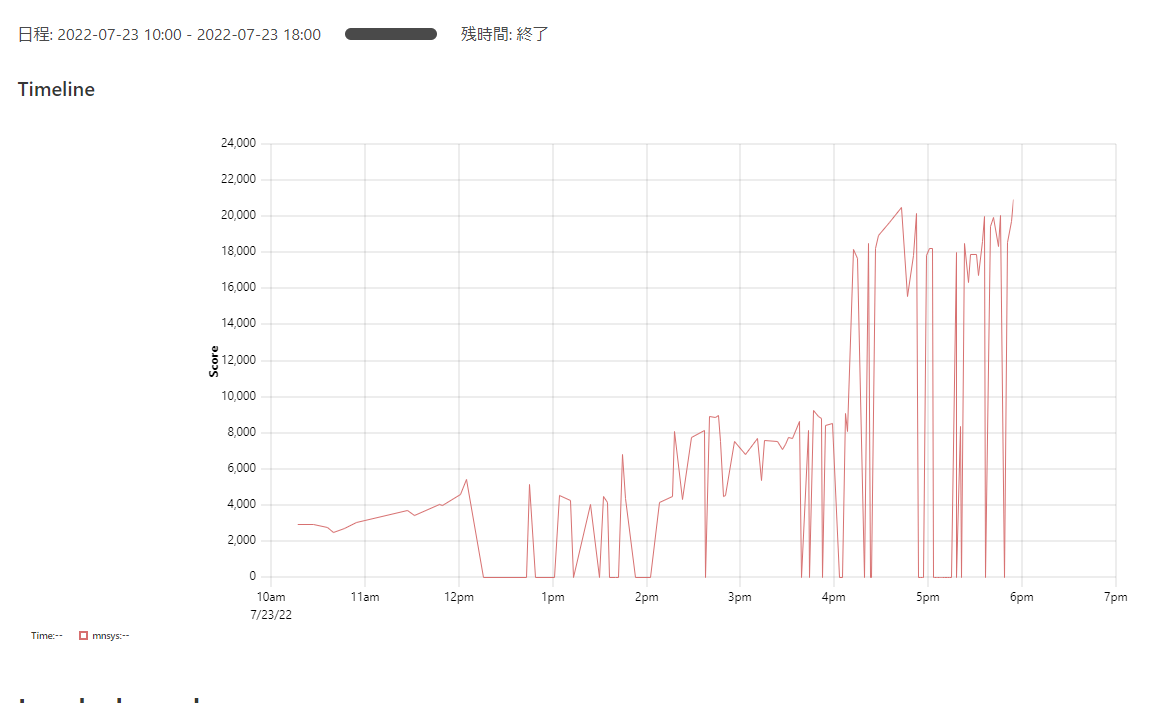 日程: 2022-07-23 10:00 - 2022-07-23 18:00 残時間: 終了
Timeline
24,000
22,000
20,000
18,000
16,000
14,000
12,000
10,000
8,000
6,000
4,000
2,000
0
Score
10am 11am 12pm 1pm 2pm 3pm 4pm 5pm 6pm 7pm
7/23/22
Time:-- mnsys:--